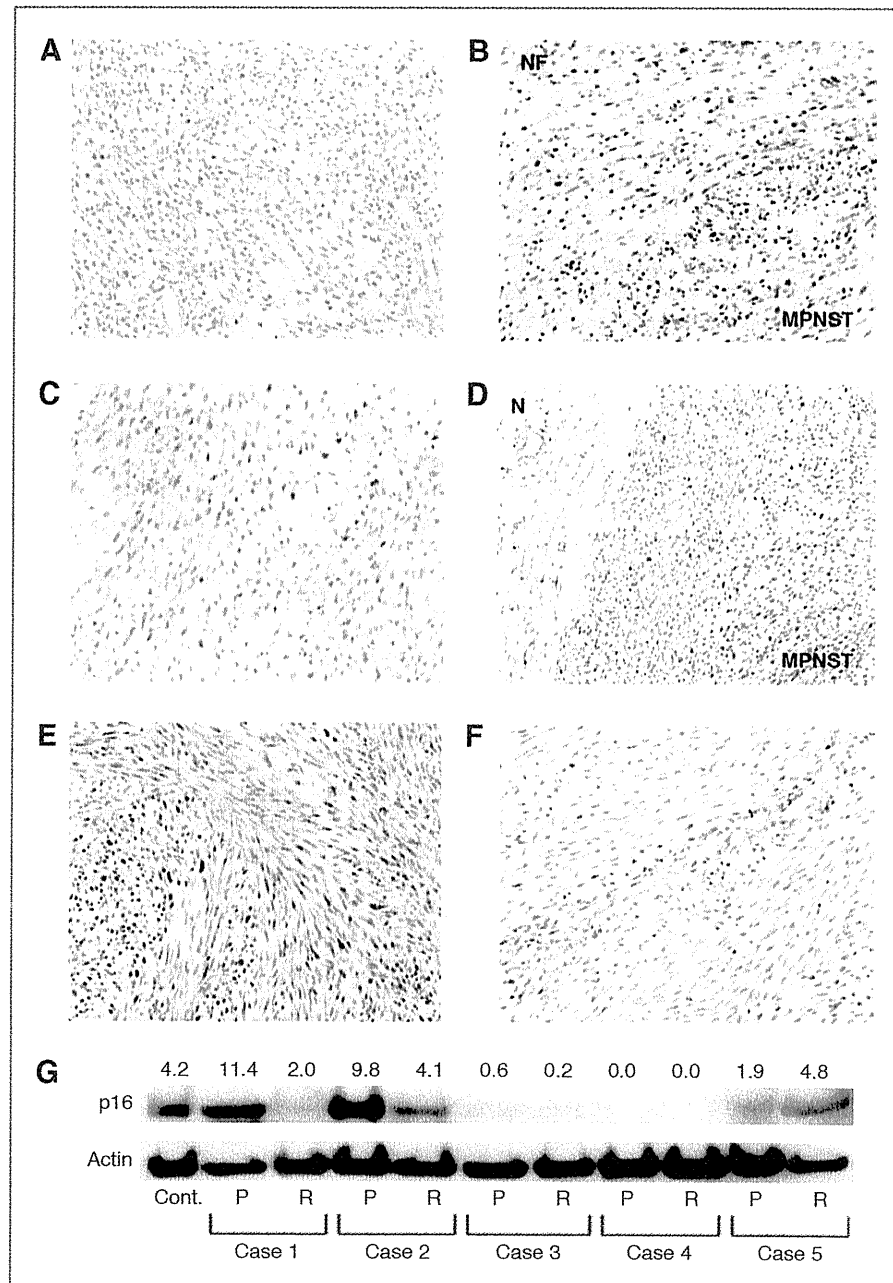 A
B
NF
MPNST
C
D
N
MPNST
E
F
G
4.2 11.4 2.0 9.8 4.1 0.6 0.2 0.0 0.0 1.9 4.8
p16
Actin
Cont. P R P R P R P R P R
Case 1 Case 2 Case 3 Case 4 Case 5